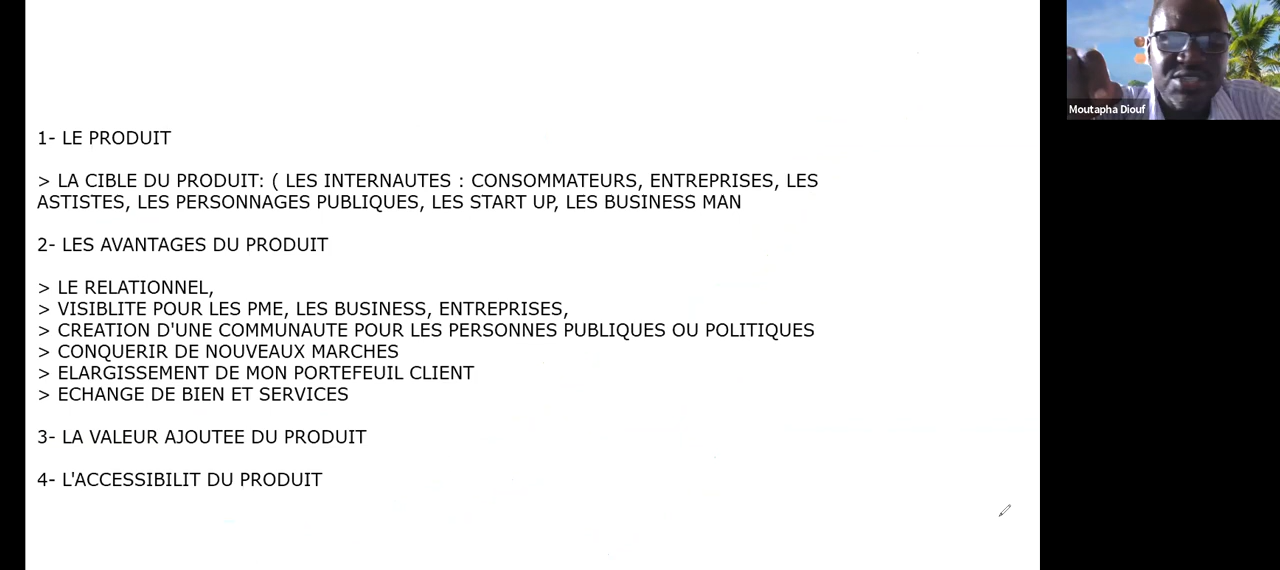 1- LE PRODUIT
> LA CIBLE DU PRODUIT: ( LES INTERNAUTES : CONSOMMATEURS, ENTREPRISES, LES
ASTISTES, LES PERSONNAGES PUBLIQUES, LES START UP, LES BUSINESS MAN
2- LES AVANTAGES DU PRODUIT
> LE RELATIONNEL,
> VISIBLITE POUR LES PME, LES BUSINESS, ENTREPRISES,
> CREATION D'UNE COMMUNAUTE POUR LES PERSONNES PUBLIQUES OU POLITIQUES
> CONQUERIR DE NOUVEAUX MARCHES
> ELARGISSEMENT DE MON PORTEFEUIL CLIENT
> ECHANGE DE BIEN ET SERVICES
3- LA VALEUR AJOUTEE DU PRODUIT
4- L'ACCESSIBILIT DU PRODUIT
Moutapha Diouf